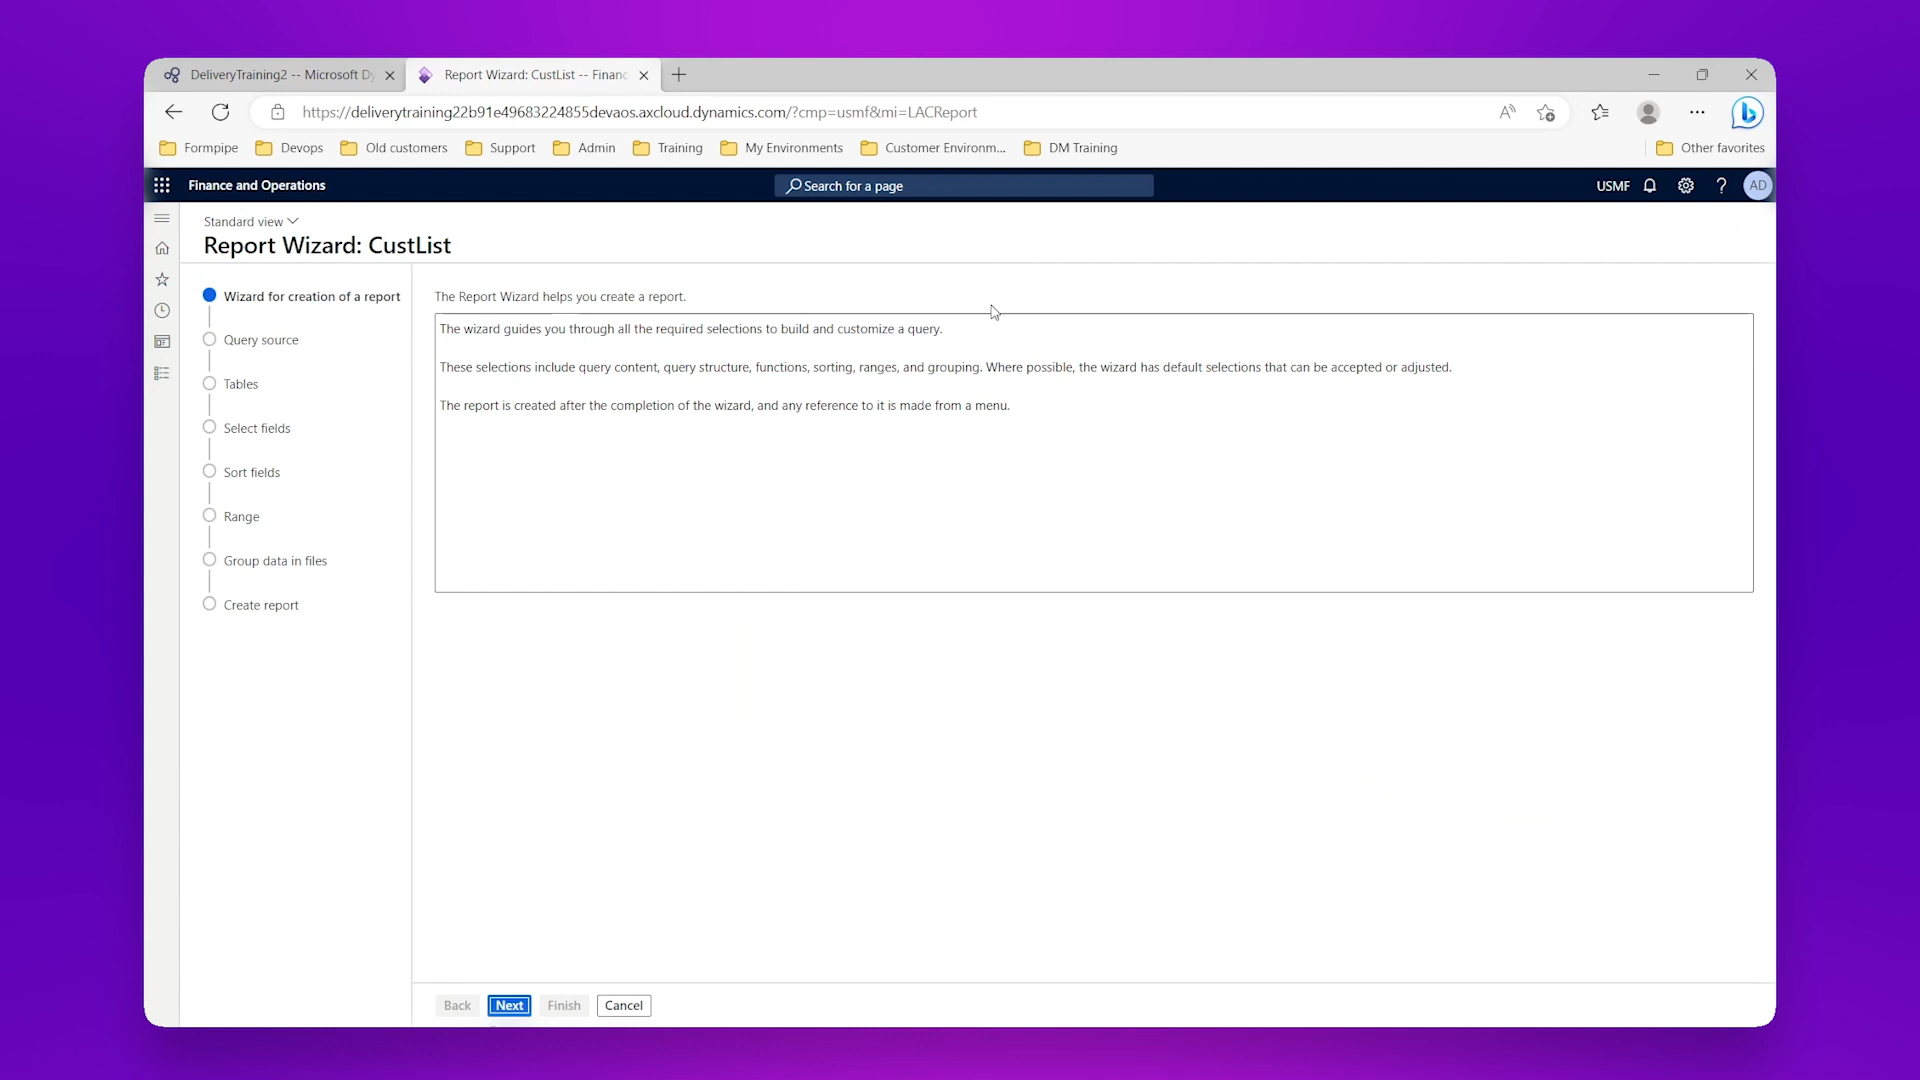 DeliveryTraining2 -- Microsoft Dy
Report Wizard: CustList -- Financ
https://deliverytraining22b91e49683224855devaos.axcloud.dynamics.com/?cmp=usmf&mi=LACReport
Formpipe
Devops
Old customers
Support
Admin
Training
My Environments
Customer Environm...
DM Training
Other favorites
Finance and Operations
Search for a page
USMF
?
AD
Standard view
Report Wizard: CustList
Wizard for creation of a report
Query source
Tables
Select fields
Sort fields
Range
Group data in files
Create report
The Report Wizard helps you create a report.
The wizard guides you through all the required selections to build and customize a query.
These selections include query content, query structure, functions, sorting, ranges, and grouping. Where possible, the wizard has default selections that can be accepted or adjusted.
The report is created after the completion of the wizard, and any reference to it is made from a menu.
Back
Next
Finish
Cancel